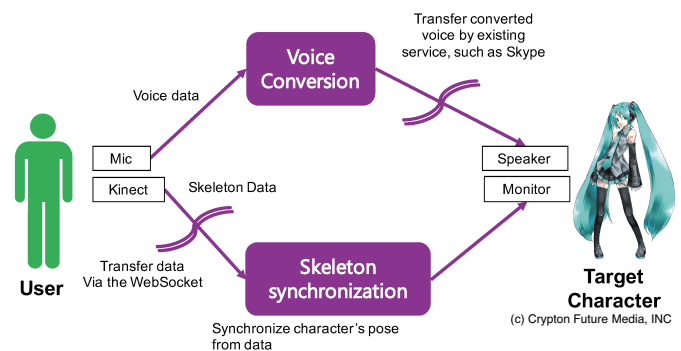 Transfer converted
voice by existing
service, such as Skype
Voice
Conversion
Voice data
Mic
Kinect
Skeleton Data
Speaker
Monitor
Transfer data
Via the WebSocket
User
Skeleton
synchronization
Synchronize character's pose
from data
Target
Character
(c) Crypton Future Media, INC